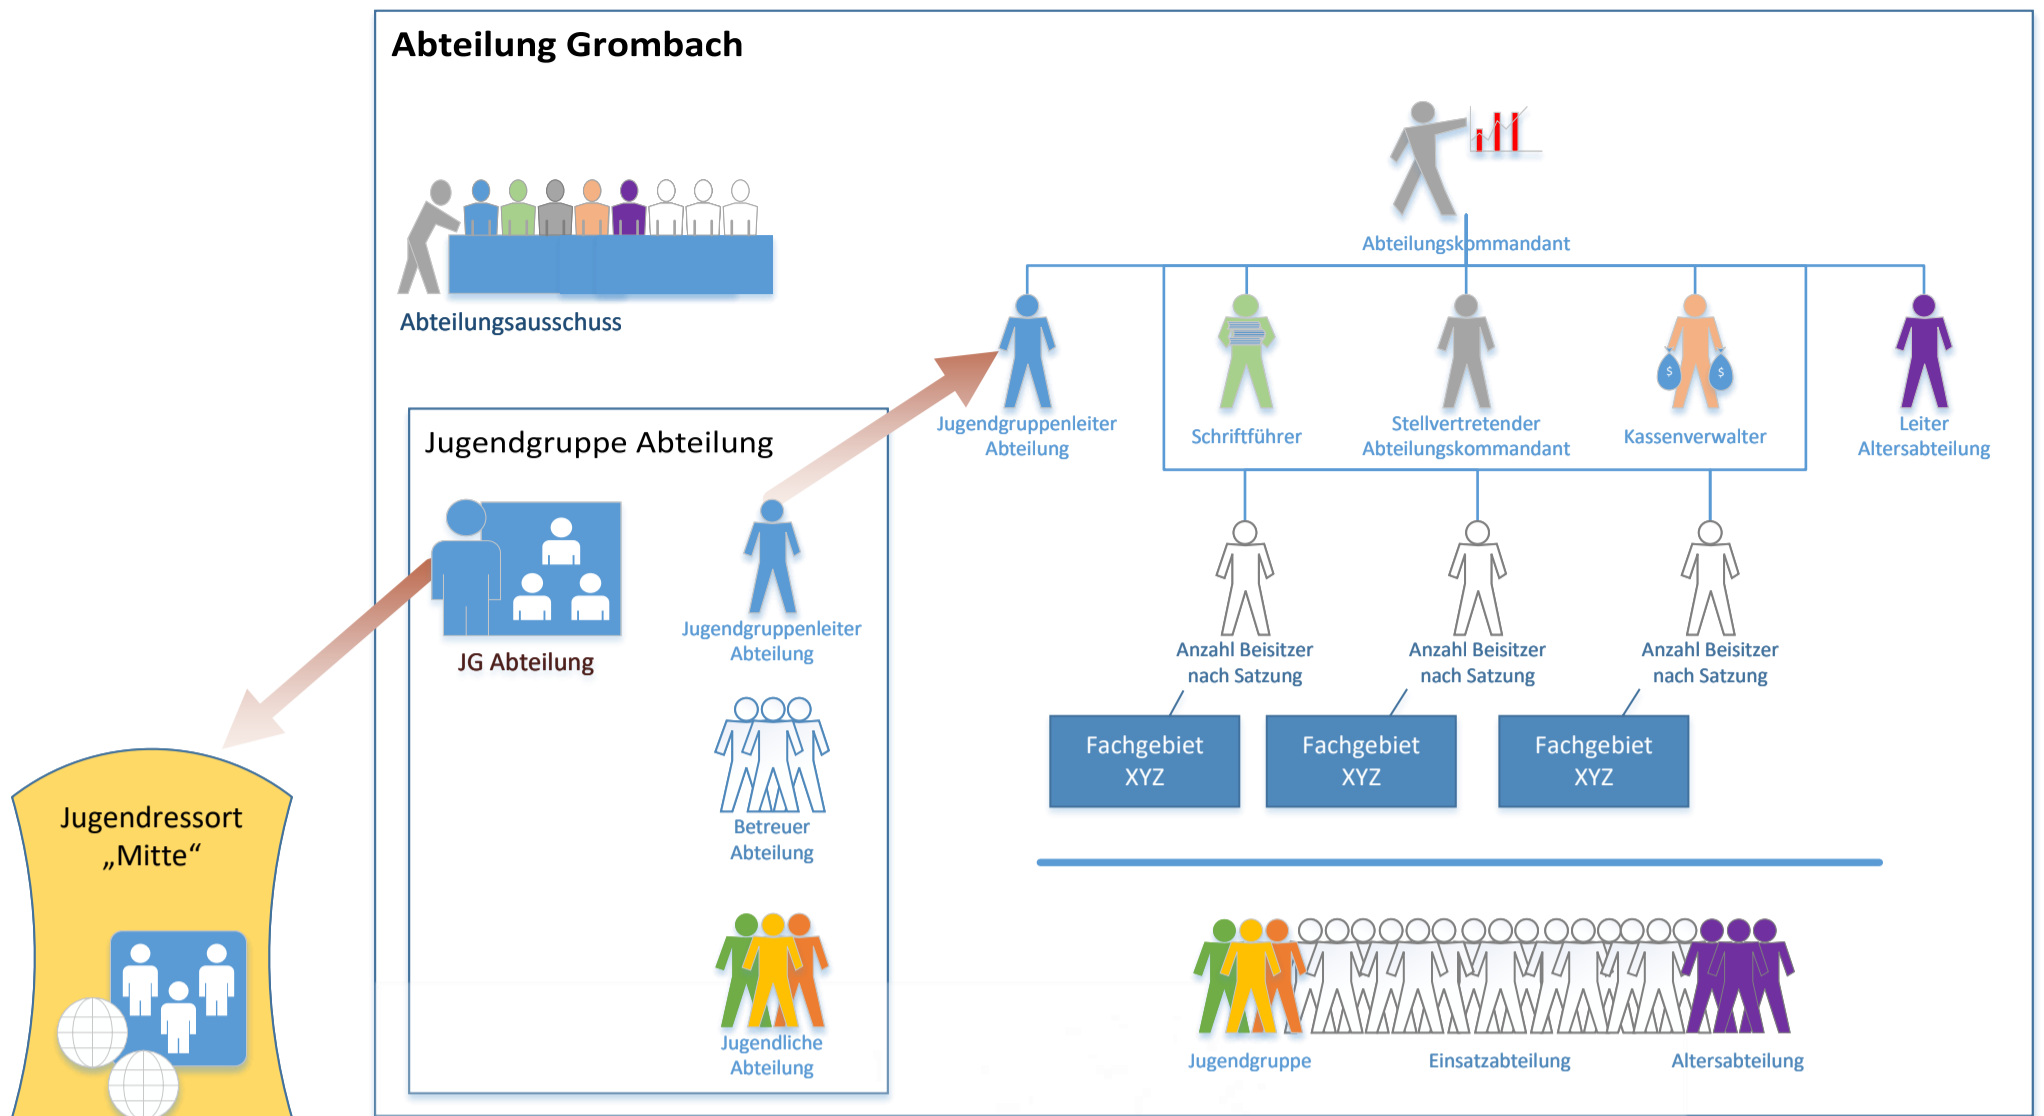 Abteilung Grombach
Abteilungskommandant
Abteilungsausschuss
Jugendgruppenleiter
Abteilung
Schriftführer
Stellvertretender
Abteilungskommandant
Kassenverwalter
Leiter
Altersabteilung
Jugendgruppe Abteilung
JG Abteilung
Jugendgruppenleiter
Abteilung
Betreuer
Abteilung
Jugendliche
Abteilung
Anzahl Beisitzer
nach Satzung
Anzahl Beisitzer
nach Satzung
Anzahl Beisitzer
nach Satzung
Fachgebiet
XYZ
Fachgebiet
XYZ
Fachgebiet
XYZ
Jugendressort
„Mitte“
Jugendgruppe
Einsatzabteilung
Altersabteilung
$
$